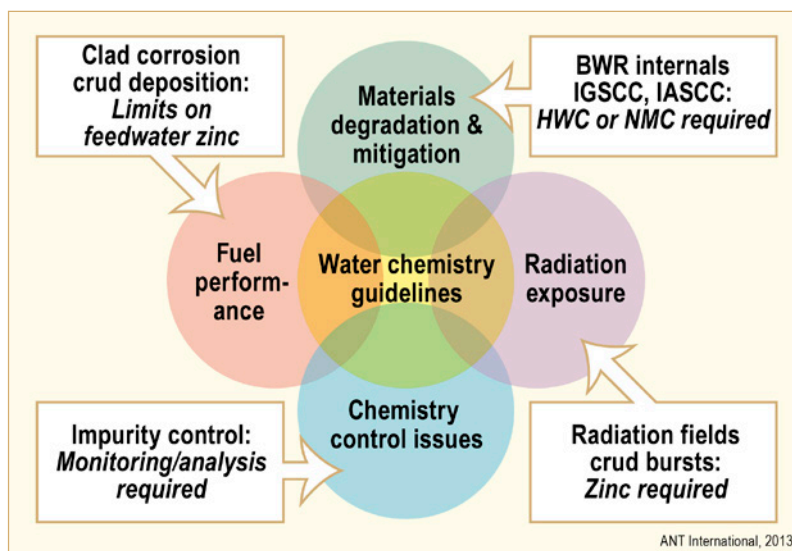 Clad corrosion
crud deposition:
Limits on
feedwater zinc
Materials
degradation &
mitigation
BWR internals
IGSCC, IASCC:
HWC or NMC required
Fuel
perform-
ance
Water chemistry
guidelines
Radiation
exposure
Impurity control:
Monitoring/analysis
required
Chemistry
control issues
Radiation fields
crud bursts:
Zinc required
ANT International, 2013